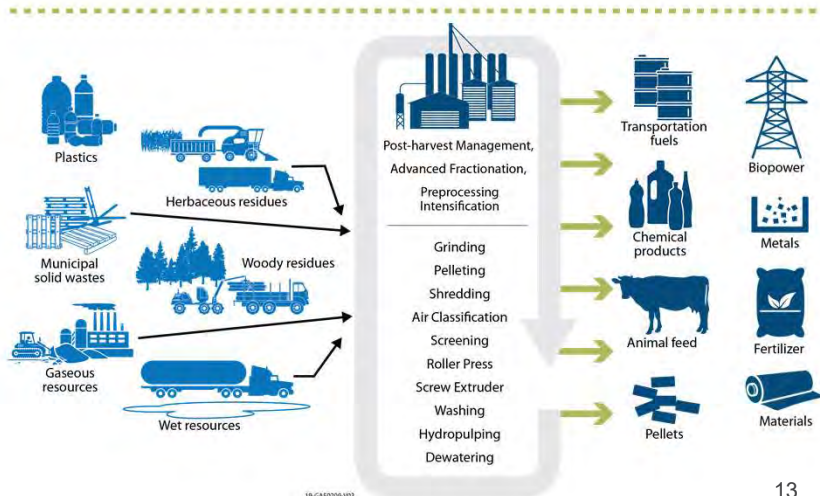 Plastics
Herbaceous residues
Municipal
solid wastes
Woody residues
Gaseous
resources
Wet resources
Post-harvest Management,
Advanced Fractionation,
Preprocessing
Intensification
Grinding
Pelleting
Shredding
Air Classification
Screening
Roller Press
Screw Extruder
Washing
Hydropulping
Dewatering
Transportation
fuels
Biopower
Chemical
products
Metals
Animal feed
Fertilizer
Pellets
Materials
13